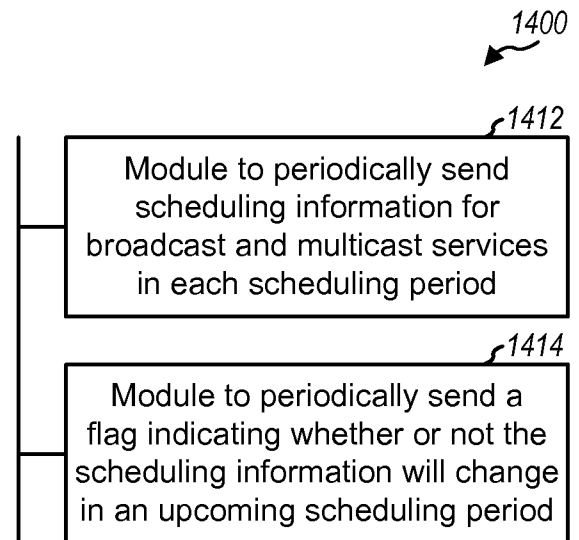 1400
1412
Module to periodically send
scheduling information for
broadcast and multicast services
in each scheduling period
1414
Module to periodically send a
flag indicating whether or not the
scheduling information will change
in an upcoming scheduling period